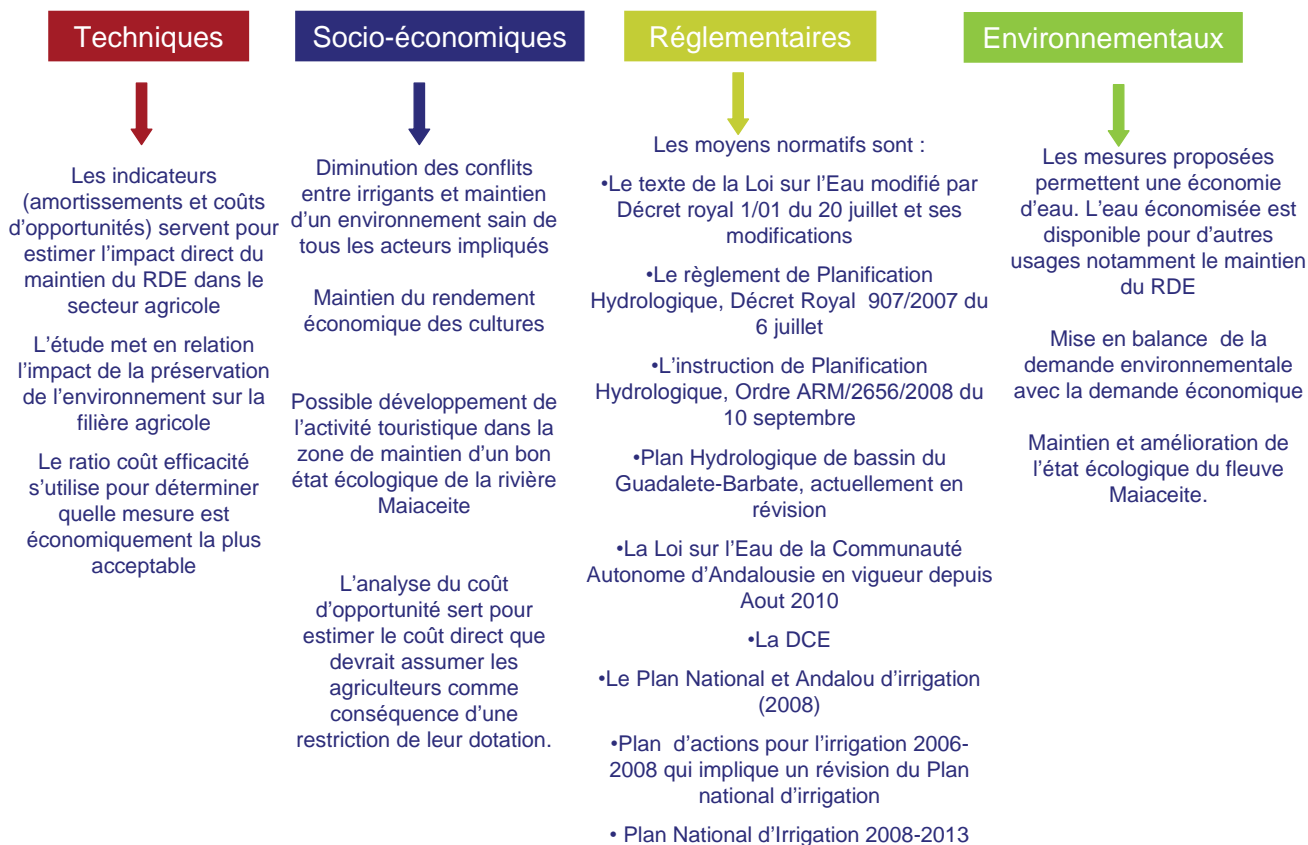 Techniques
Les indicateurs
(amortissements et coûts
d'opportunités) servent pour
estimer l'impact direct du
maintien du RDE dans le
secteur agricole
L'étude met en relation
l'impact de la préservation
de l'environnement sur la
filière agricole
Le ratio coût efficacité
s'utilise pour déterminer
quelle mesure est
économiquement la plus
acceptable
Socio-économiques
Diminution des conflits
entre irrigants et maintien
d'un environnement sain de
tous les acteurs impliqués
Maintien du rendement
économique des cultures
Possible développement de
l'activité touristique dans la
zone de maintien d'un bon
état écologique de la rivière
Maiaceite
L'analyse du coût
d'opportunité sert pour
estimer le coût direct que
devrait assumer les
agriculteurs comme
conséquence d'une
restriction de leur dotation.
Réglementaires
Les moyens normatifs sont :
•Le texte de la Loi sur l'Eau modifié par
Décret royal 1/01 du 20 juillet et ses
modifications
•Le règlement de Planification
Hydrologique, Décret Royal 907/2007 du
6 juillet
•L'instruction de Planification
Hydrologique, Ordre ARM/2656/2008 du
10 septembre
•Plan Hydrologique de bassin du
Guadalete-Barbate, actuellement en
révision
•La Loi sur l'Eau de la Communauté
Autonome d'Andalousie en vigueur depuis
Aout 2010
•La DCE
•Le Plan National et Andalou d'irrigation
(2008)
•Plan d'actions pour l'irrigation 2006-
2008 qui implique un révision du Plan
national d'irrigation
• Plan National d'Irrigation 2008-2013
Environnementaux
Les mesures proposées
permettent une économie
d'eau. L'eau économisée est
disponible pour d'autres
usages notamment le maintien
du RDE
Mise en balance de la
demande environnementale
avec la demande économique
Maintien et amélioration de
l'état écologique du fleuve
Maiaceite.